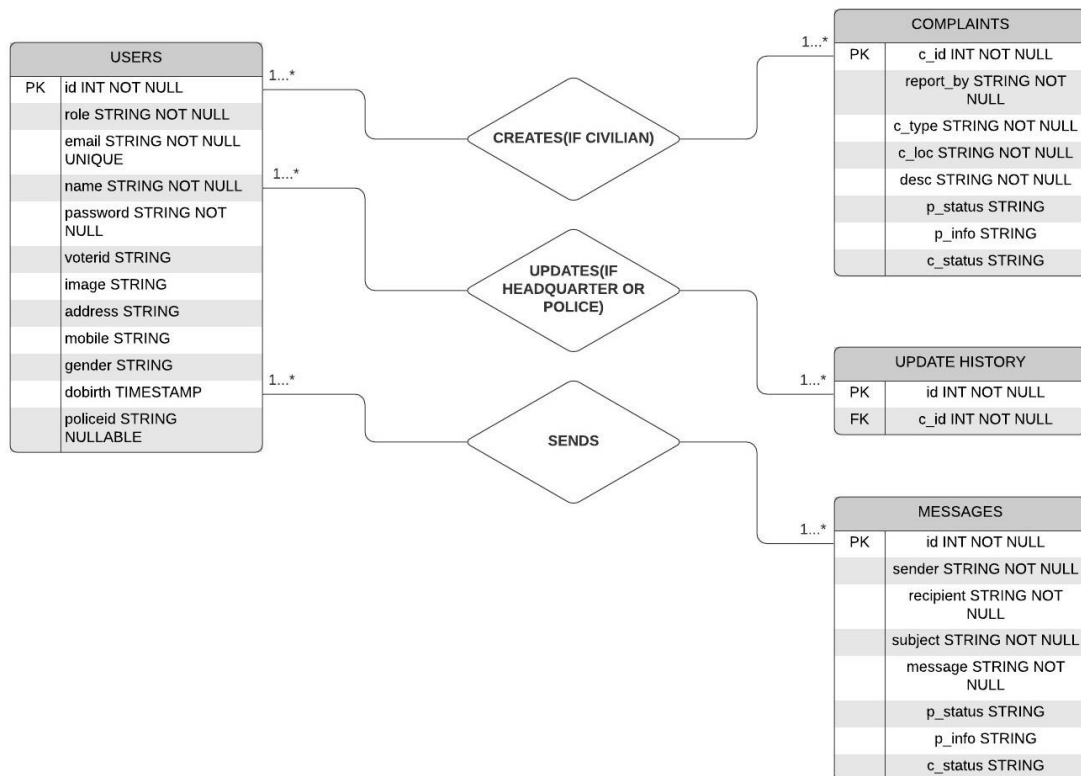 USERS
PK id INT NOT NULL
role STRING NOT NULL
email STRING NOT NULL
UNIQUE
name STRING NOT NULL
password STRING NOT
NULL
voterid STRING
image STRING
address STRING
mobile STRING
gender STRING
dobirth TIMESTAMP
policeid STRING
NULLABLE
1...*
1...*
CREATES(IF CIVILIAN)
1...*
UPDATES(IF
HEADQUARTER OR
POLICE)
1...*
1...*
SENDS
1...*
COMPLAINTS
PK c_id INT NOT NULL
report_by STRING NOT
NULL
c_type STRING NOT NULL
c_loc STRING NOT NULL
desc STRING NOT NULL
p_status STRING
p_info STRING
c_status STRING
UPDATE HISTORY
PK id INT NOT NULL
FK c_id INT NOT NULL
MESSAGES
PK id INT NOT NULL
sender STRING NOT NULL
recipient STRING NOT
NULL
subject STRING NOT NULL
message STRING NOT
NULL
p_status STRING
p_info STRING
c_status STRING